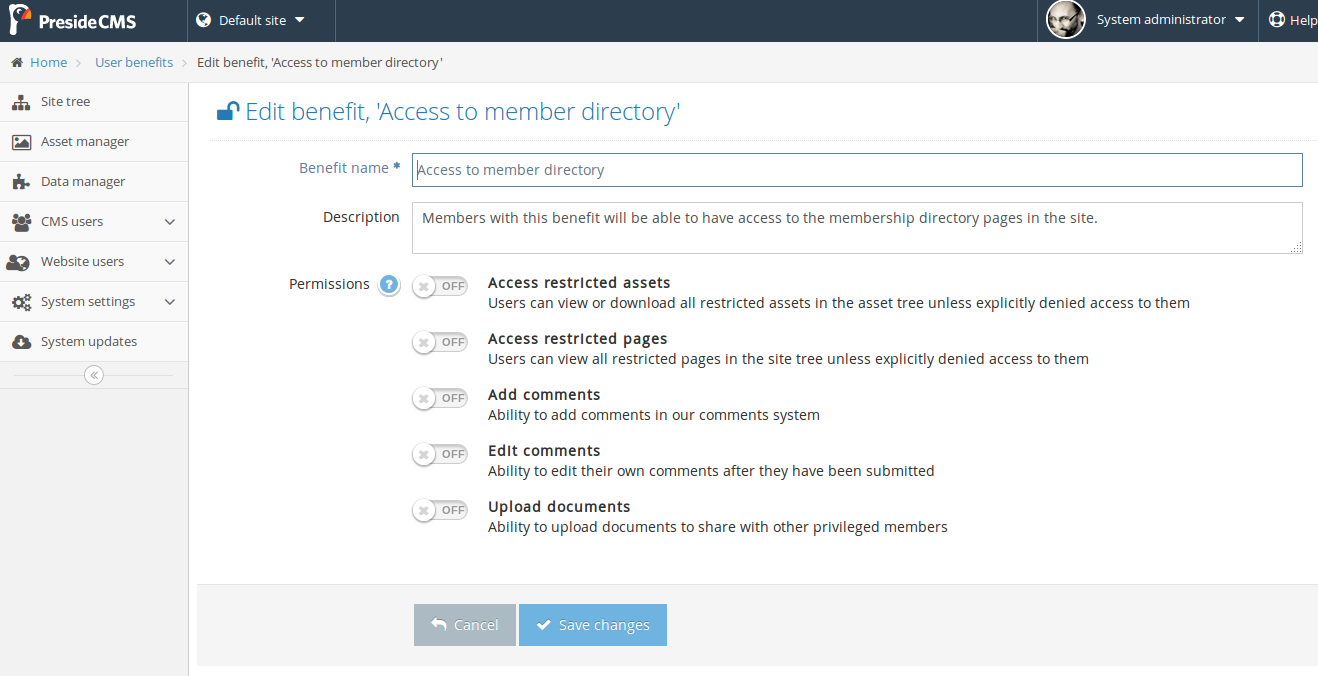 PresideCMS
Default site
System administrator
Help
Home
User benefits
Edit benefit, 'Access to member directory'
Site tree
Asset manager
Data manager
CMS users
Website users
System settings
System updates
Edit benefit, 'Access to member directory'
Benefit name *
Access to member directory
Description
Members with this benefit will be able to have access to the membership directory pages in the site.
Permissions ?
OFF
Access restricted assets
Users can view or download all restricted assets in the asset tree unless explicitly denied access to them
OFF
Access restricted pages
Users can view all restricted pages in the site tree unless explicitly denied access to them
OFF
Add comments
Ability to add comments in our comments system
OFF
Edit comments
Ability to edit their own comments after they have been submitted
OFF
Upload documents
Ability to upload documents to share with other privileged members
Cancel
Save changes